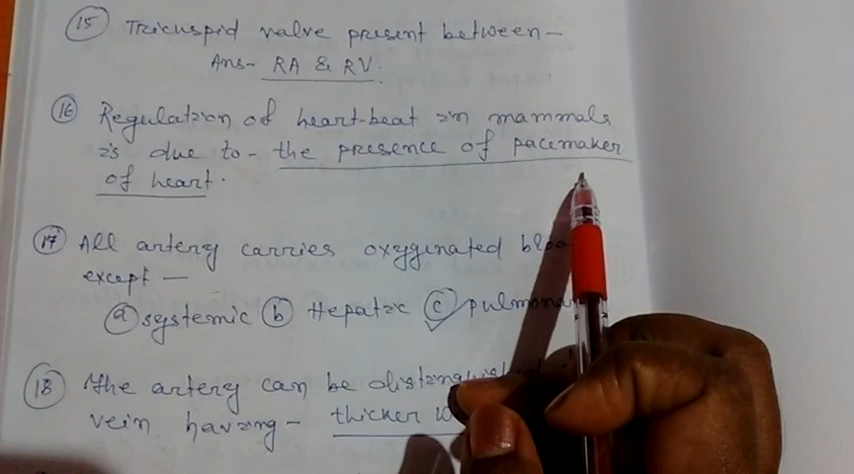 15 Tricuspid valve present between-
Ans- RA & RV.
16 Regulation of heart-beat in mammals
is due to- the presence of pacemaker
of heart.
17 All artery carries oxyginated
except —
a systemic b Hepatic c
18 The artery can be
vein having- thicker